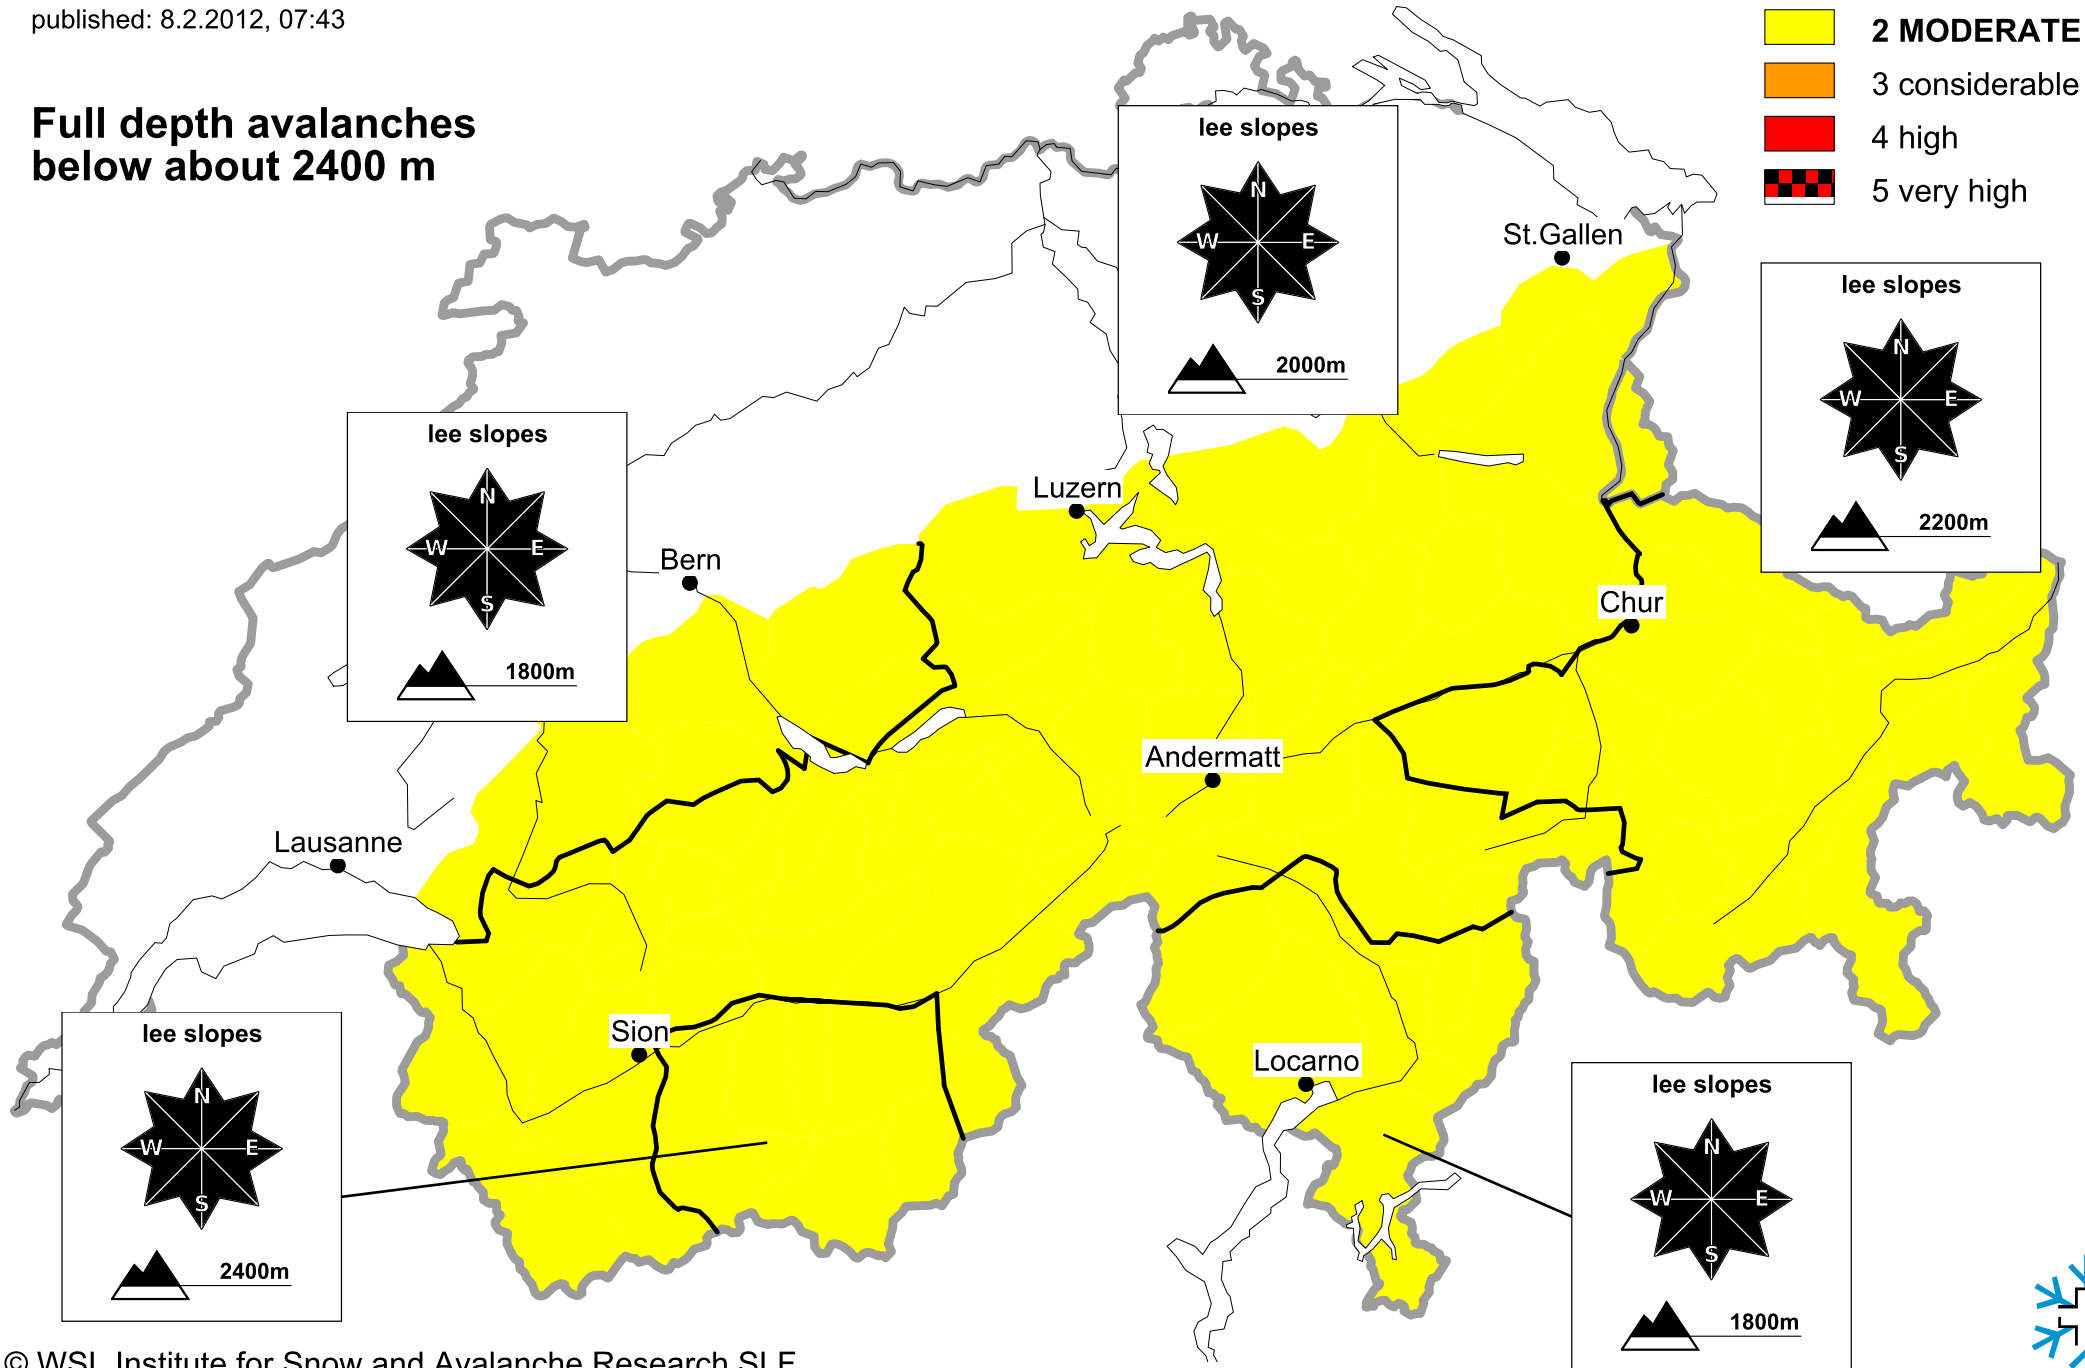 published: 8.2.2012, 07:43
2 MODERATE
3 considerable
4 high
5 very high
Full depth avalanches
below about 2400 m
lee slopes
N
W E
S
2000m
St.Gallen
lee slopes
N
W E
S
2200m
lee slopes
N
W E
S
1800m
Luzern
Bern
Chur
Andermatt
Lausanne
Sion
Locarno
lee slopes
N
W E
S
2400m
lee slopes
N
W E
S
1800m
© WSL Institute for Snow and Avalanche Research SLF